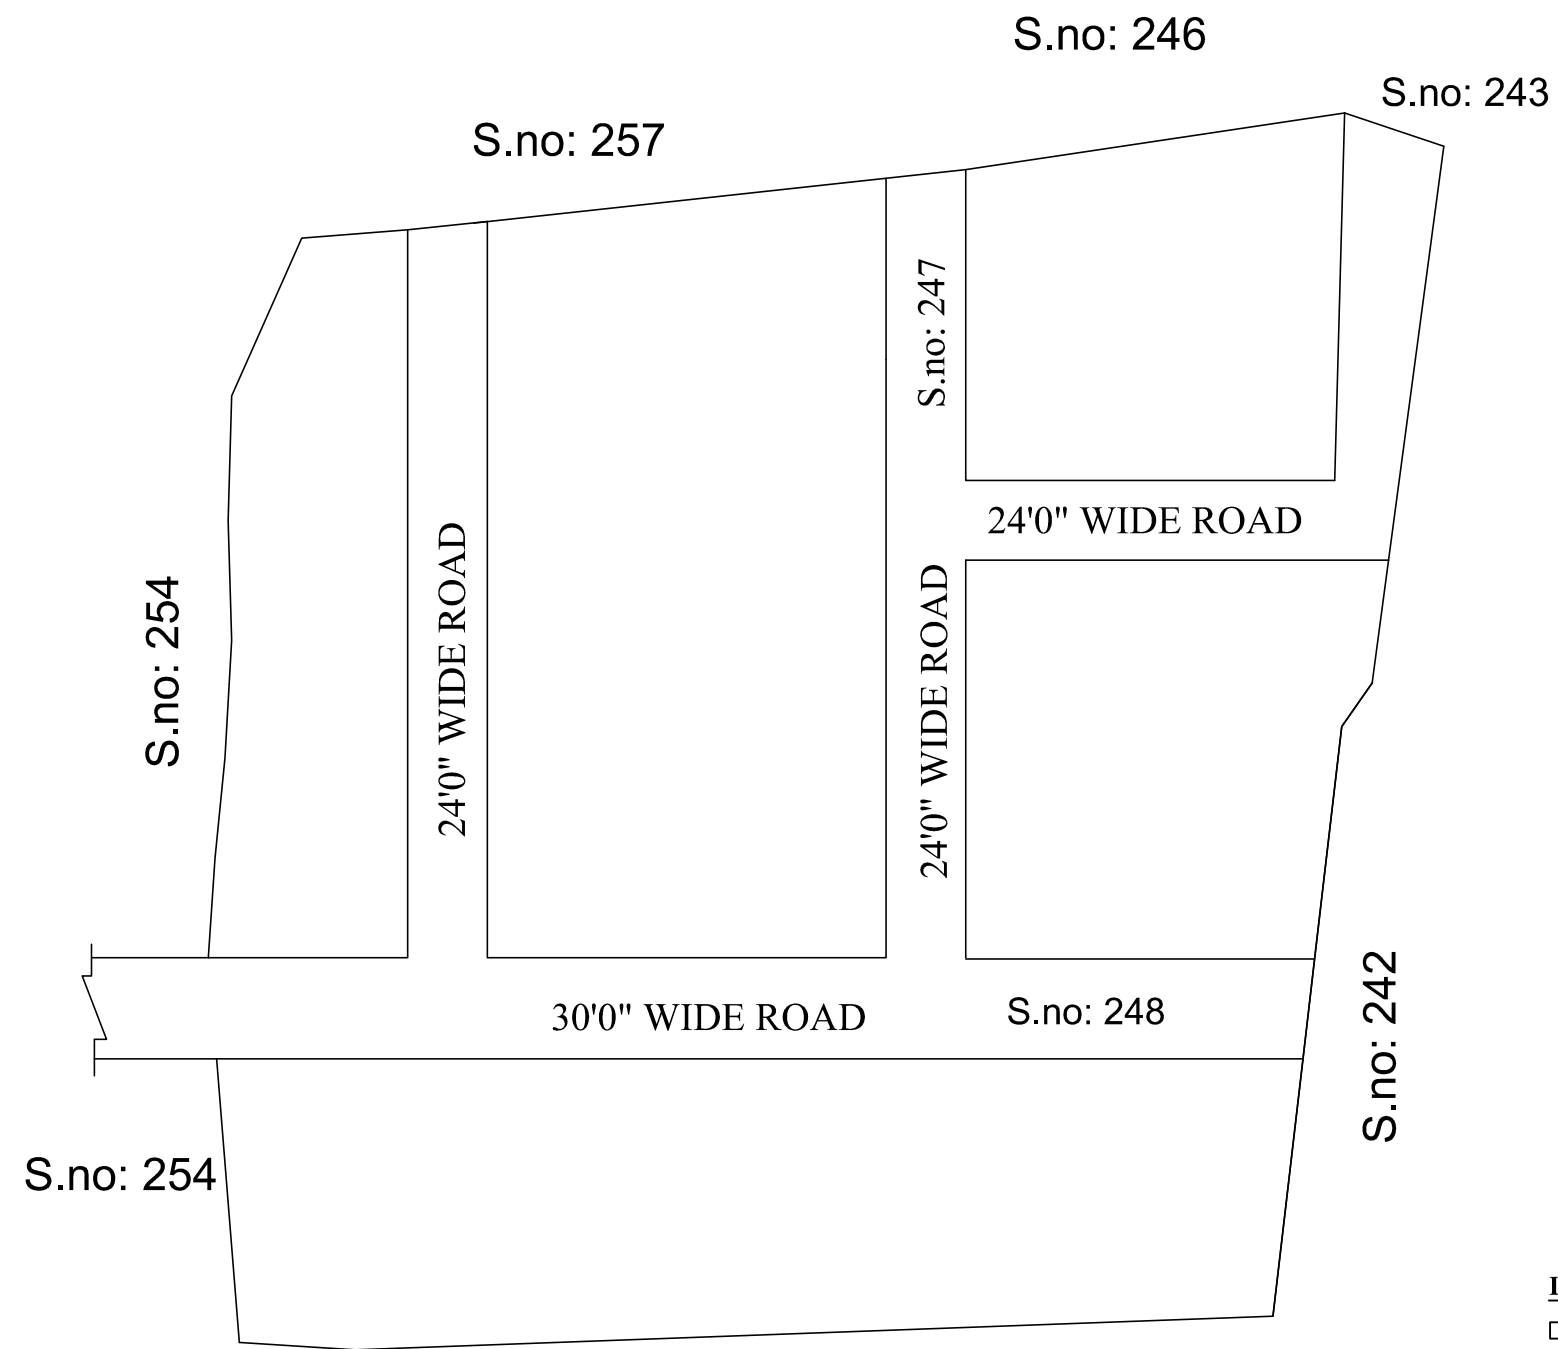 S.no: 246
S.no: 243
S.no: 257
S.no: 247
24'0" WIDE ROAD
24'0" WIDE ROAD
24'0" WIDE ROAD
S.no: 254
30'0" WIDE ROAD
S.no: 248
S.no: 242
S.no: 254